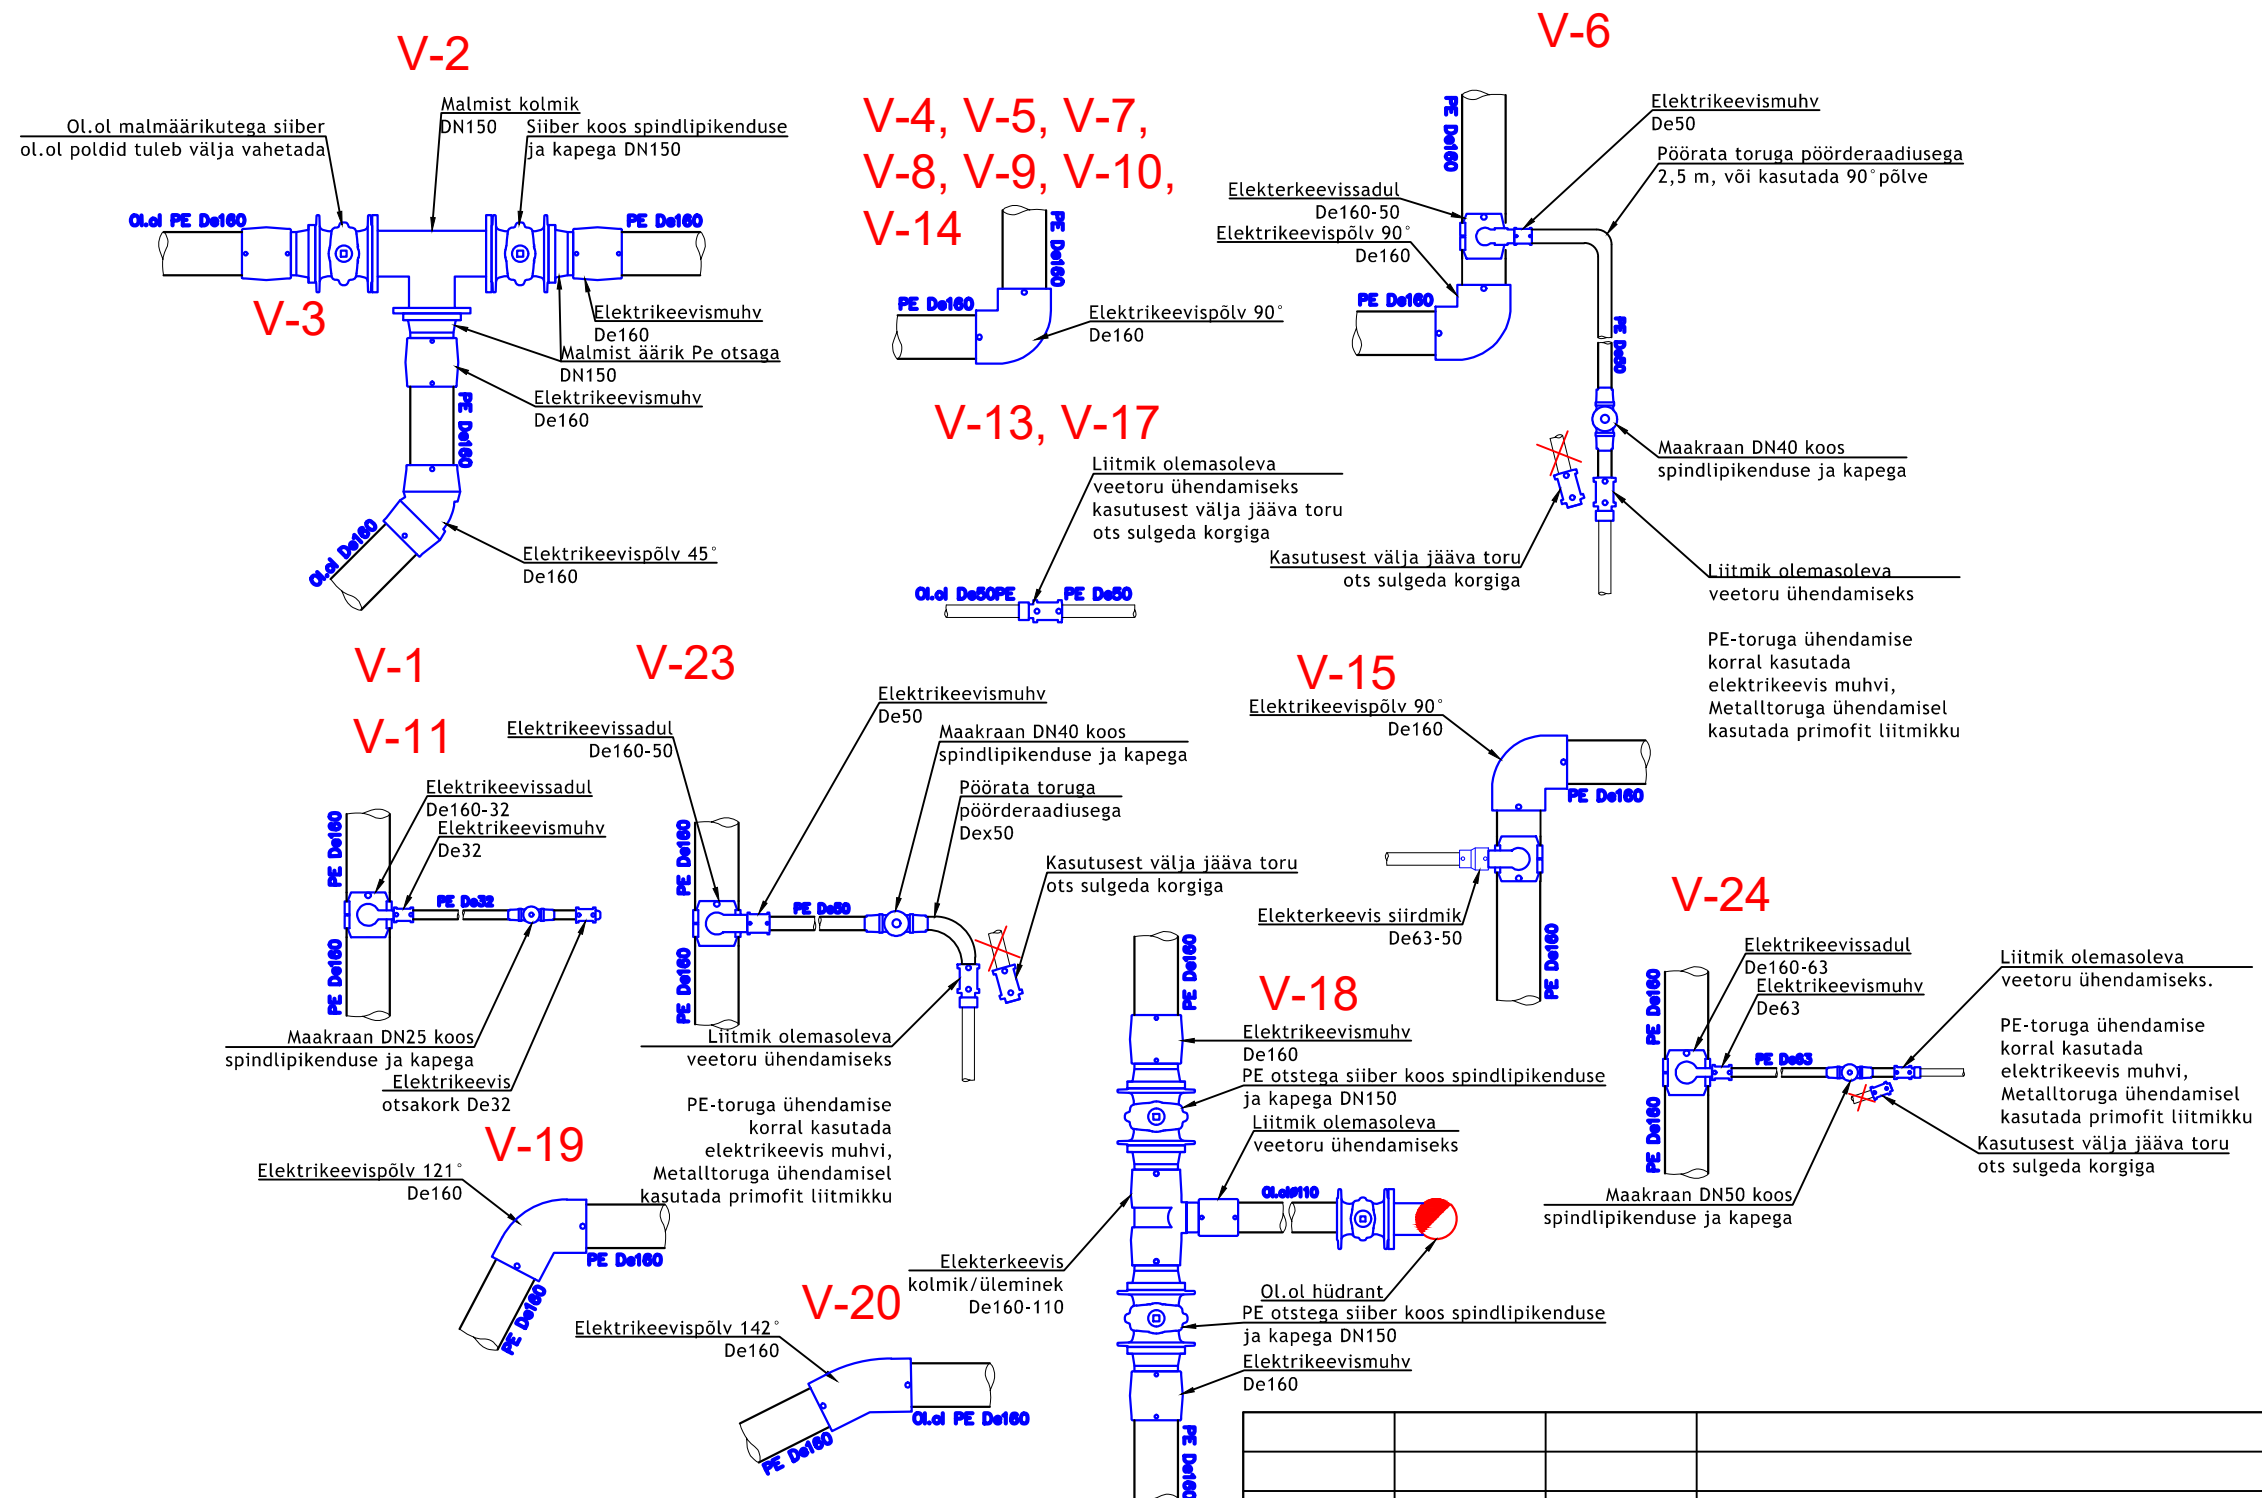 V-2
Malmist kolmik
DN150
Ol.ol malmäärikutega siiber
ol.ol poldid tuleb välja vahetada
Siiber koos spindlipikenduse
ja kapega DN150
Ol.ol PE De160
PE De160
V-3
Elektrikeevismuhv
De160
Malmist äärik Pe otsaga
DN150
Elektrikeevismuhv
De160
PE De160
Ol.ol De160
Elektrikeevispõlv 45°
De160
V-4, V-5, V-7,
V-8, V-9, V-10,
V-14
PE De160
PE De160
Elektrikeevispõlv 90°
De160
V-6
PE De160
Elektrikeevismuhv
De50
Pöörata toruga pöörderaadiusega
2,5 m, või kasutada 90°põlve
Elekterkeevissadul
De160-50
Elektrikeevispõlv 90°
De160
PE De160
PE De50
Maakraan DN40 koos
spindlipikenduse ja kapega
Kasutusest välja jääva toru
ots sulgeda korgiga
Liitmik olemasoleva
veetoru ühendamiseks
PE-toruga ühendamise
korral kasutada
elektrikeevis muhvi,
Metalltoruga ühendamisel
kasutada primofit liitmikku
V-13, V-17
Liitmik olemasoleva
veetoru ühendamiseks
kasutusest välja jääva toru
ots sulgeda korgiga
Ol.ol De50PE
PE De50
V-1
V-11
Elektrikeevissadul
De160-32
Elektrikeevismuhv
De32
PE De160
PE De32
PE De160
Maakraan DN25 koos
spindlipikenduse ja kapega
Elektrikeevis
otsakork De32
V-23
Elektrikeevismuhv
De50
Elektrikeevissadul
De160-50
Maakraan DN40 koos
spindlipikenduse ja kapega
Pöörata toruga
pöörderaadiusega
Dex50
PE De160
PE De50
PE De160
Kasutusest välja jääva toru
ots sulgeda korgiga
Liitmik olemasoleva
veetoru ühendamiseks
PE-toruga ühendamise
korral kasutada
elektrikeevis muhvi,
Metalltoruga ühendamisel
kasutada primofit liitmikku
V-15
Elektrikeevispõlv 90°
De160
PE De160
Elekterkeevis siirdmik
De63-50
PE De160
V-24
Elektrikeevissadul
De160-63
Elektrikeevismuhv
De63
Liitmik olemasoleva
veetoru ühendamiseks.
PE De160
PE De63
PE De160
PE-toruga ühendamise
korral kasutada
elektrikeevis muhvi,
Metalltoruga ühendamisel
kasutada primofit liitmikku
Kasutusest välja jääva toru
ots sulgeda korgiga
Maakraan DN50 koos
spindlipikenduse ja kapega
V-18
PE De160
Elektrikeevismuhv
De160
PE otstega siiber koos spindlipikenduse
ja kapega DN150
Liitmik olemasoleva
veetoru ühendamiseks
Ol.olø110
Elekterkeevis
kolmik/üleminek
De160-110
Ol.ol hüdrant
PE otstega siiber koos spindlipikenduse
ja kapega DN150
Elektrikeevismuhv
De160
PE De160
V-19
Elektrikeevispõlv 121°
De160
PE De160
PE De160
V-20
Elektrikeevispõlv 142°
De160
Ol.ol PE De160
PE De160